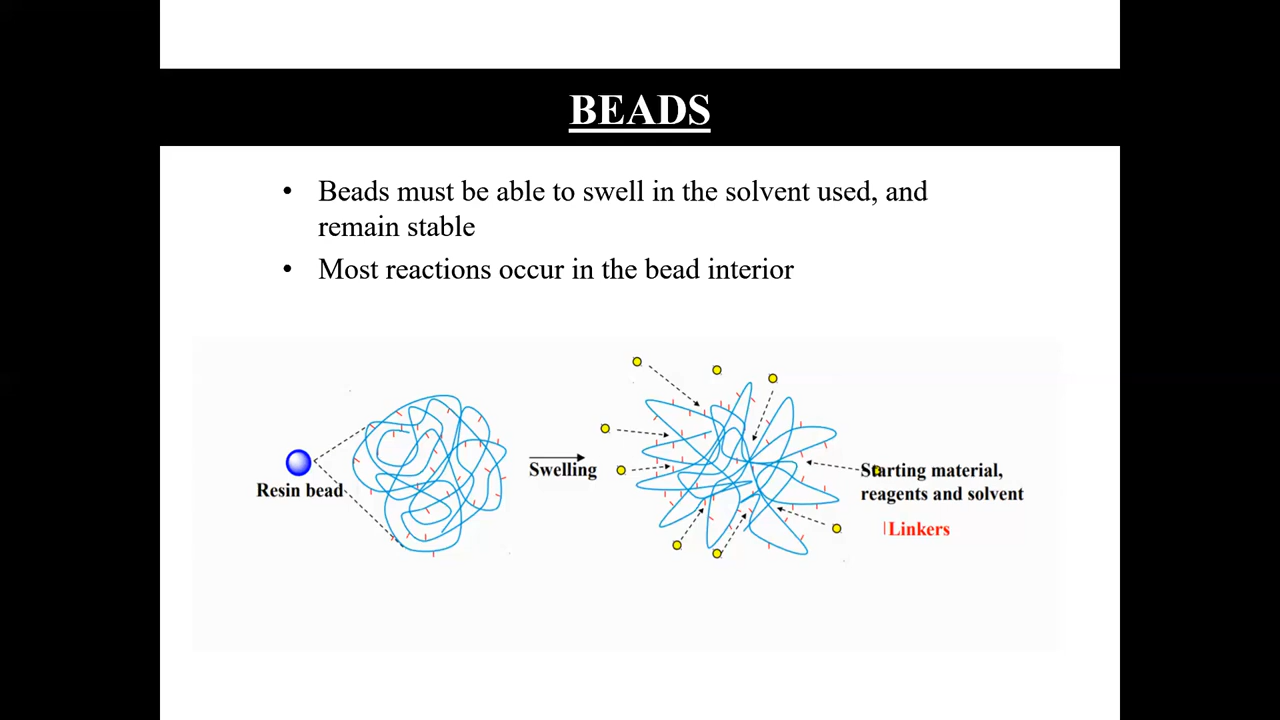 BEADS
• Beads must be able to swell in the solvent used, and
remain stable
• Most reactions occur in the bead interior
Resin bead
Swelling
Starting material,
reagents and solvent
Linkers